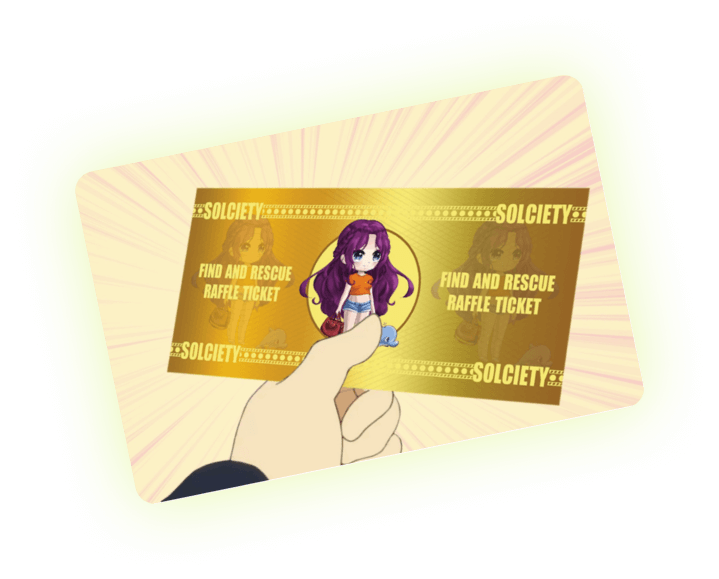 SOLCIETY
SOLCIETY
FIND AND RESCUE
RAFFLE TICKET
FIND AND RESCUE
RAFFLE TICKET
SOLCIETY
SOLCIETY